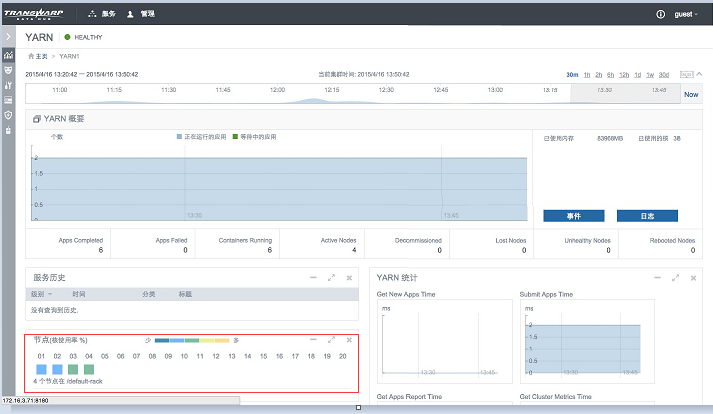 TRANSWARP
DATA HUB
服务
管理
guest
YARN
HEALTHY
主页 > YARN1
2015/4/16 13:20:42 — 2015/4/16 13:50:42
当前集群时间: 2015/4/16 13:50:42
30m 1h 2h 6h 12h 1d 1w 30d
11:00 11:15 11:30 11:45 12:00 12:15 12:30 12:45 13:00 13:15 13:30 13:45
Now
YARN 概要
个数
正在运行的应用
等待中的应用
已使用内存 83968MB 已使用的核 38
2
1.5
1
0.5
0
13:30 13:45
事件
日志
Apps Completed
6
Apps Failed
0
Containers Running
6
Active Nodes
4
Decommissioned
0
Lost Nodes
0
Unhealthy Nodes
0
Rebooted Nodes
0
服务历史
级别 时间 分类 标题
没有查询到历史.
YARN 统计
Get New Apps Time
ms
13:30 13:45
Submit Apps Time
ms
2
1.5
1
0.5
0
13:30 13:45
节点(核使用率 %)
少 多
01 02 03 04 05 06 07 08 09 10 11 12 13 14 15 16 17 18 19 20
4 个节点在 /default-rack
Get Apps Report Time
Get Cluster Metrics Time
172.16.3.71:8180